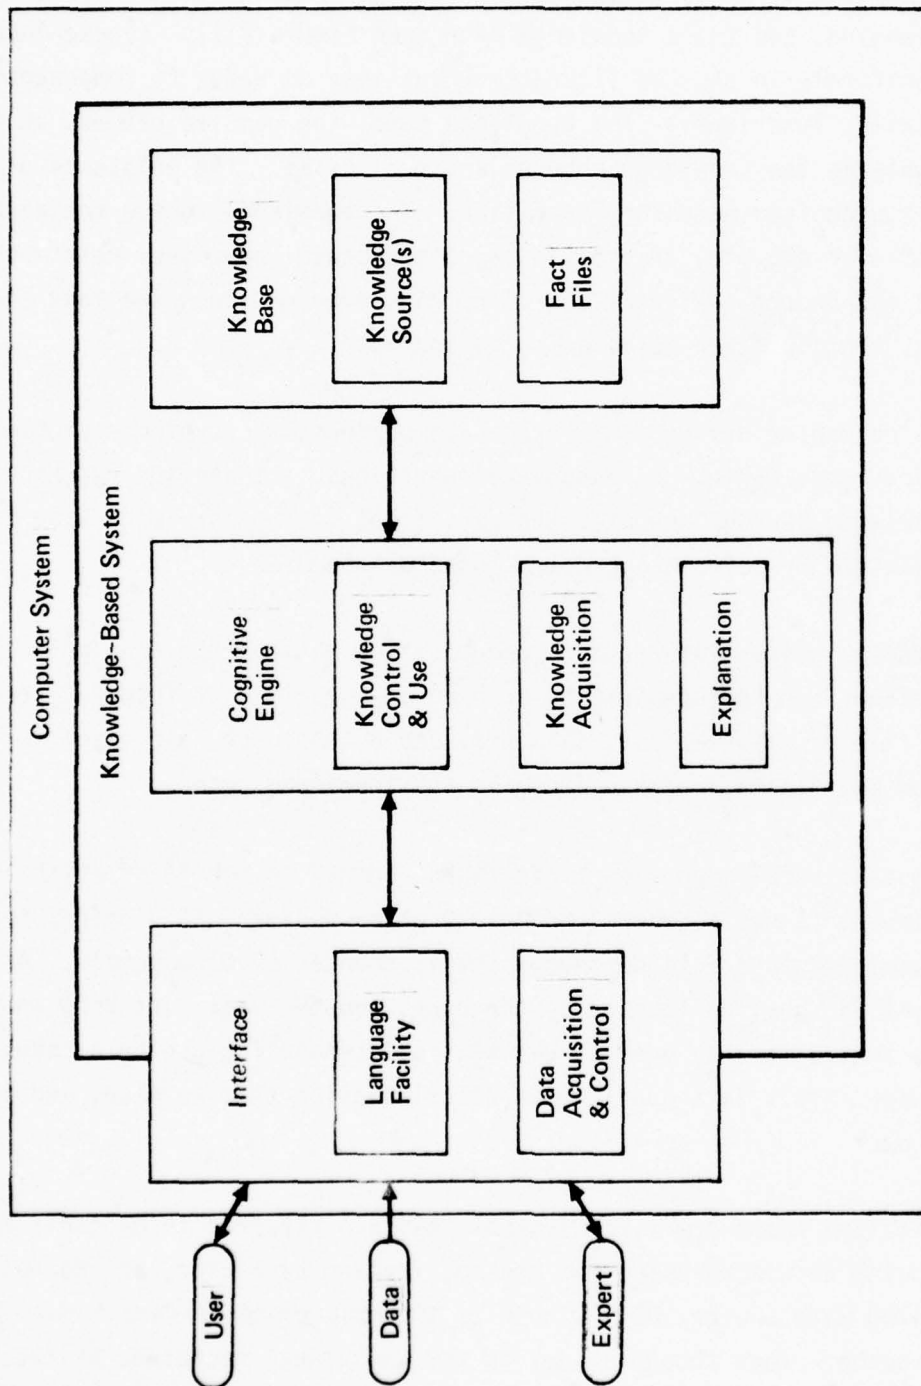 Computer System
Knowledge-Based System
User
Data
Expert
Interface
Language
Facility
Data
Acquisition
& Control
Cognitive
Engine
Knowledge
Control
& Use
Knowledge
Acquisition
Explanation
Knowledge
Base
Knowledge
Source(s)
Fact
Files